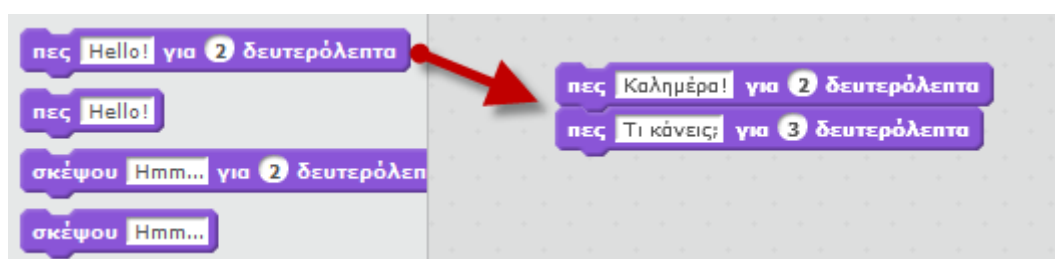 πες Hello! για 2 δευτερόλεπτα
πες Hello!
σκέψου Hmm... για 2 δευτερόλεπ
σκέψου Hmm...
πες Καλημέρα! για 2 δευτερόλεπτα
πες Τι κάνεις; για 3 δευτερόλεπτα